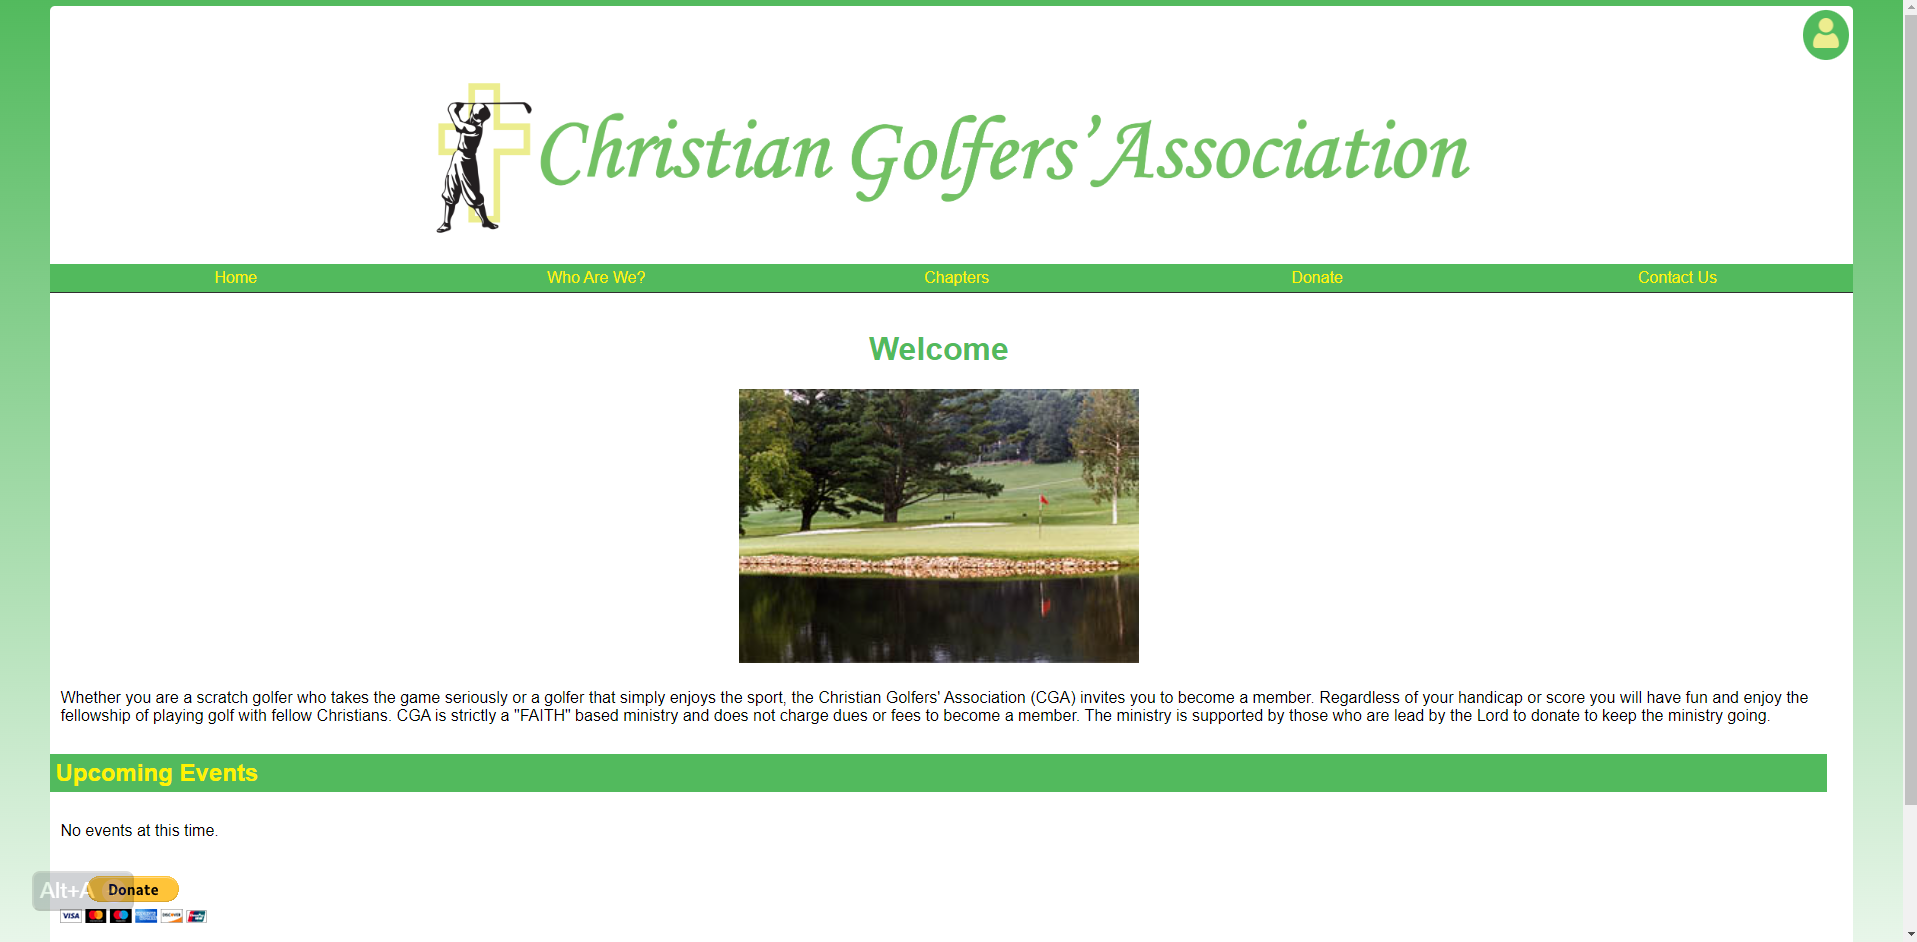 Christian Golfers' Association
Home
Who Are We?
Chapters
Donate
Contact Us
Welcome
Whether you are a scratch golfer who takes the game seriously or a golfer that simply enjoys the sport, the Christian Golfers' Association (CGA) invites you to become a member. Regardless of your handicap or score you will have fun and enjoy the
fellowship of playing golf with fellow Christians. CGA is strictly a "FAITH" based ministry and does not charge dues or fees to become a member. The ministry is supported by those who are lead by the Lord to donate to keep the ministry going.
Upcoming Events
No events at this time.
Alt+A
Donate
VISA
DISCOVER